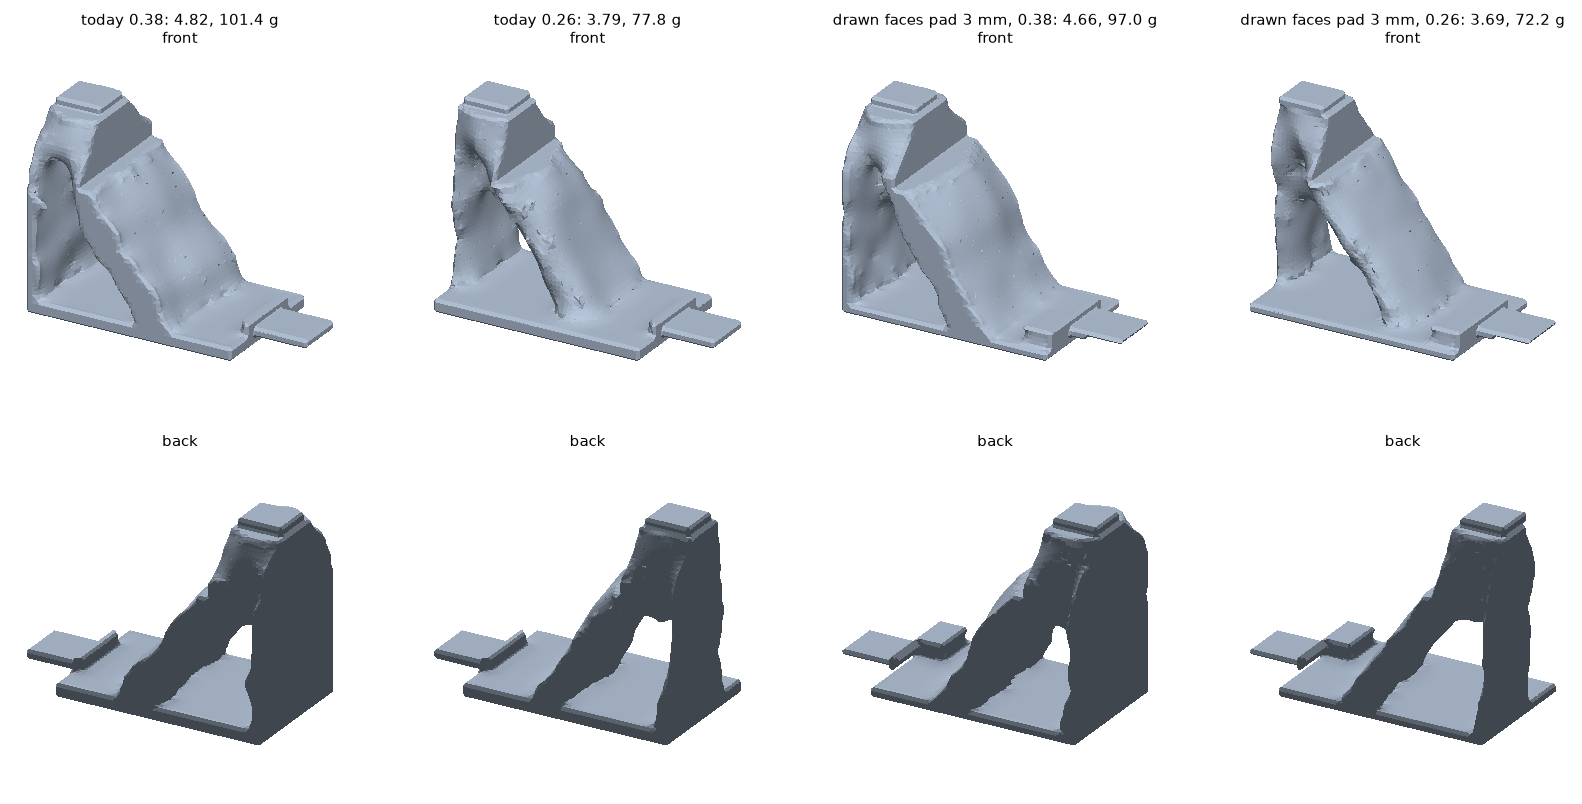 today 0.38: 4.82, 101.4 g
front
today 0.26: 3.79, 77.8 g
front
drawn faces pad 3 mm, 0.38: 4.66, 97.0 g
front
drawn faces pad 3 mm, 0.26: 3.69, 72.2 g
front
back
back
back
back